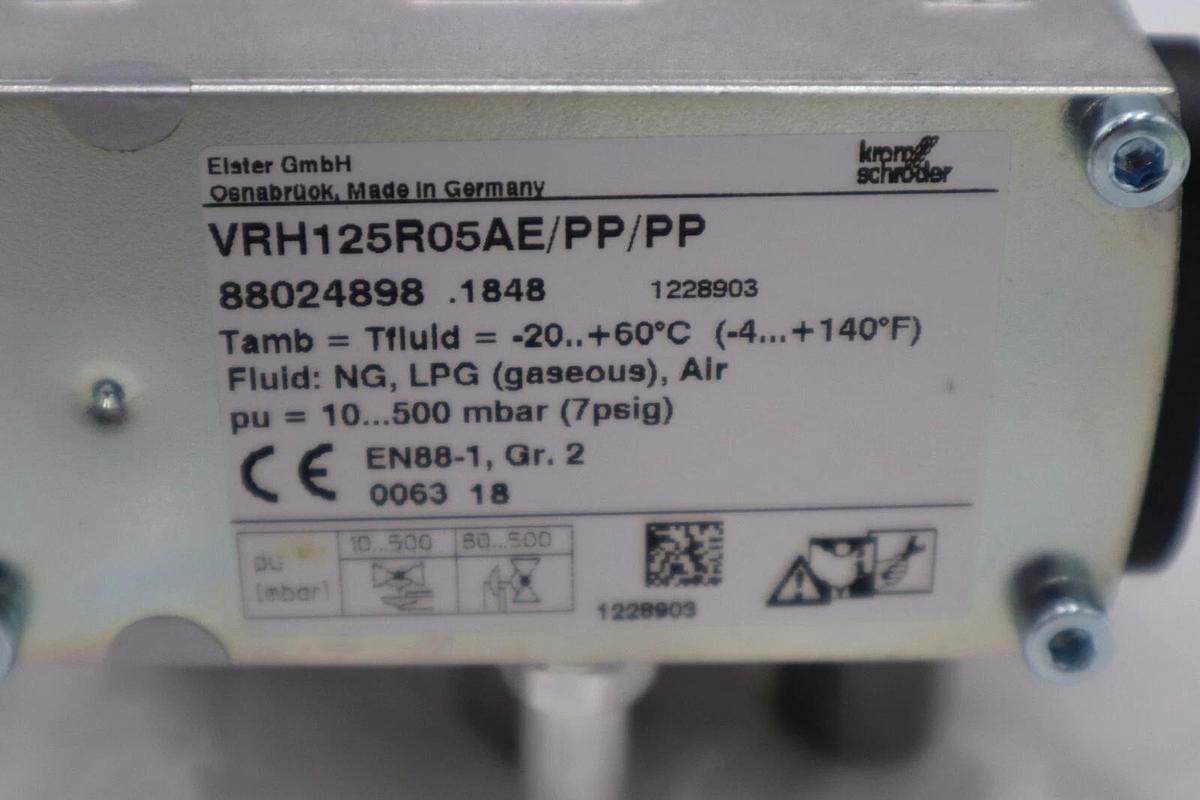 Elster GmbH
Osnabrück, Made in Germany
krom schröder
VRH125R05AE/PP/PP
88024898 .1848 1228903
Tamb = Tfluid = -20..+60°C (-4...+140°F)
Fluid: NG, LPG (gaseous), Air
pu = 10...500 mbar (7psig)
CE EN88-1, Gr. 2
0063 18
pu [mbar] 10...500 80...500
1228903